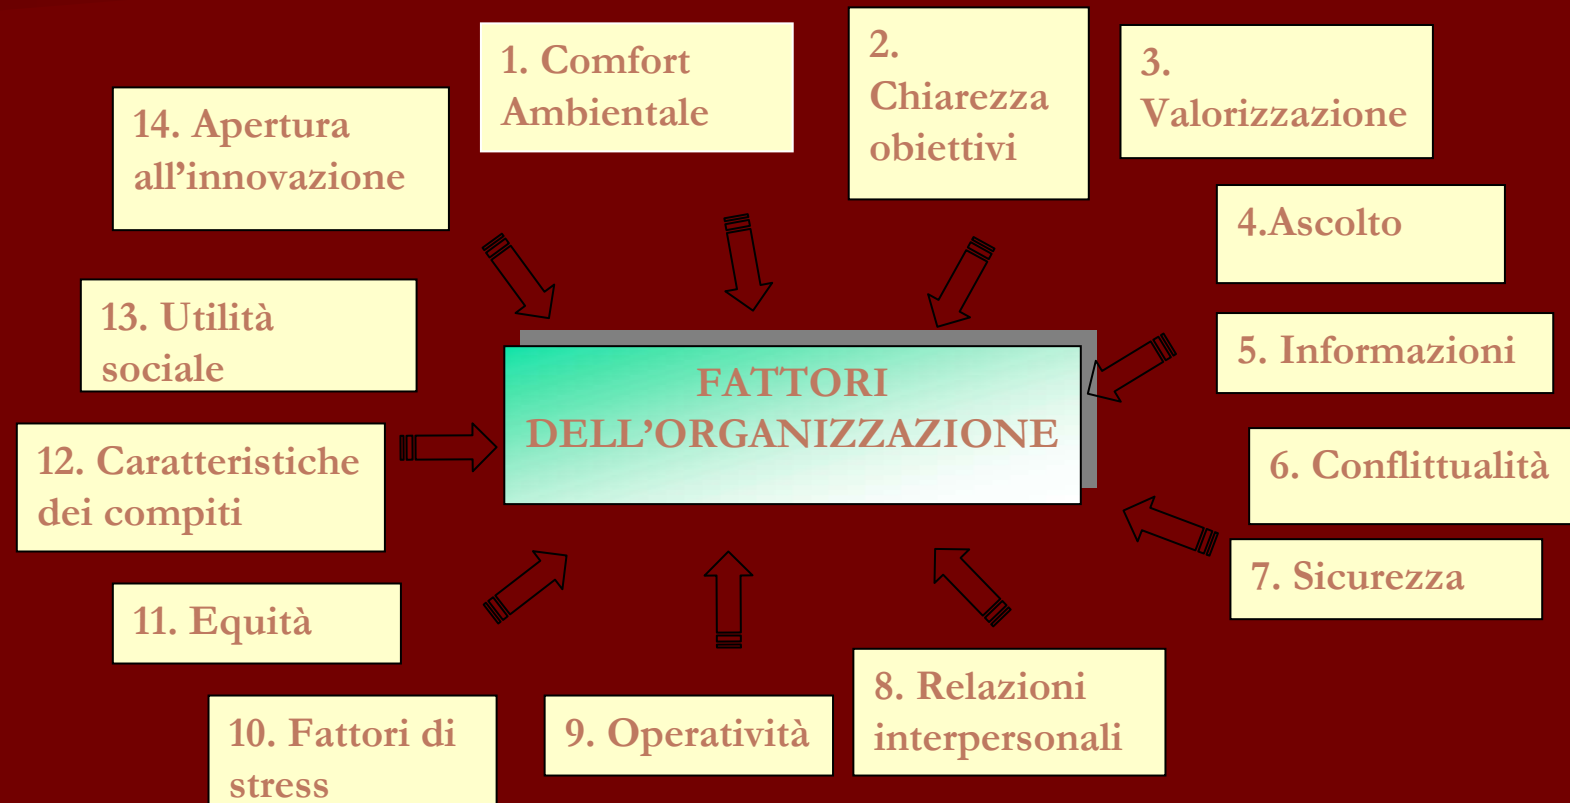 1. Comfort
Ambientale
2.
Chiarezza
obiettivi
3.
Valorizzazione
4.Ascolto
5. Informazioni
6. Conflittualità
7. Sicurezza
8. Relazioni
interpersonali
9. Operatività
10. Fattori di
stress
11. Equità
12. Caratteristiche
dei compiti
13. Utilità
sociale
14. Apertura
all’innovazione
FATTORI
DELL’ORGANIZZAZIONE